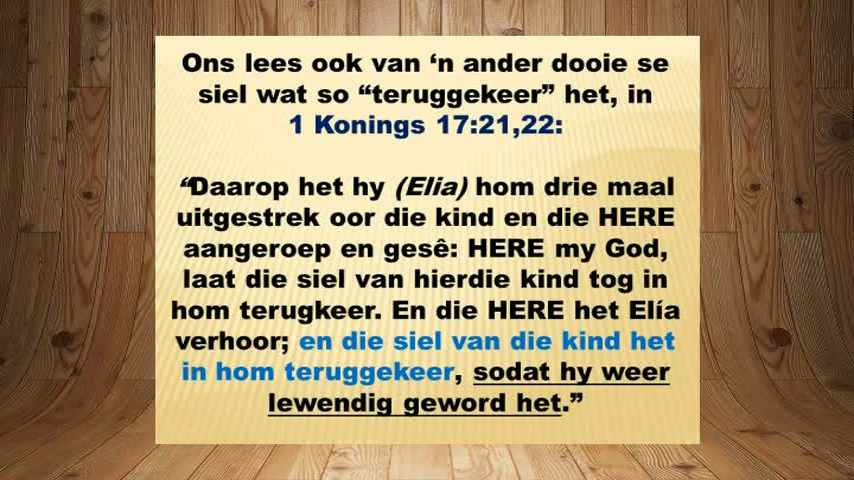 Ons lees ook van ‘n ander dooie se
siel wat so “teruggekeer” het, in
1 Konings 17:21,22:
“Daarop het hy (Elia) hom drie maal
uitgestrek oor die kind en die HERE
aangeroep en gesê: HERE my God,
laat die siel van hierdie kind tog in
hom terugkeer. En die HERE het Elía
verhoor; en die siel van die kind het
in hom teruggekeer, sodat hy weer
lewendig geword het.”